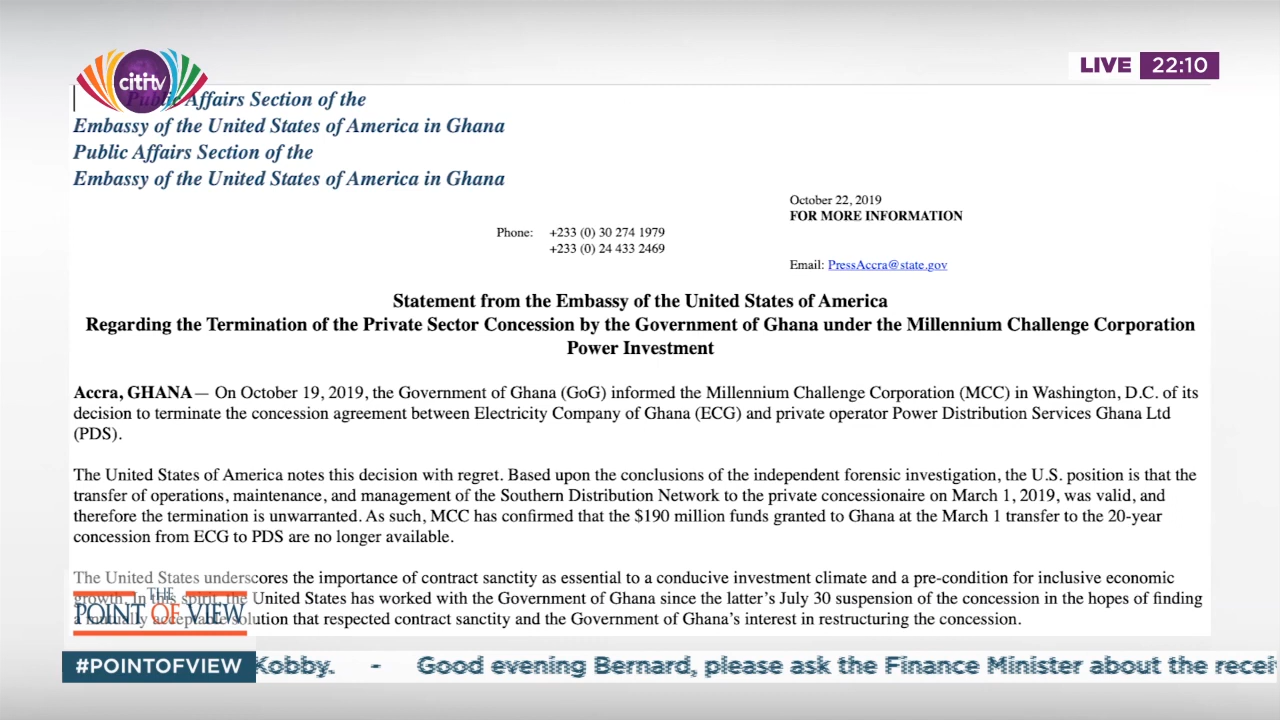 citi tv
LIVE 22:10
Public Affairs Section of the
Embassy of the United States of America in Ghana
Public Affairs Section of the
Embassy of the United States of America in Ghana
October 22, 2019
FOR MORE INFORMATION
Phone: +233 (0) 30 274 1979
+233 (0) 24 433 2469
Email: PressAccra@state.gov
Statement from the Embassy of the United States of America
Regarding the Termination of the Private Sector Concession by the Government of Ghana under the Millennium Challenge Corporation
Power Investment
Accra, GHANA— On October 19, 2019, the Government of Ghana (GoG) informed the Millennium Challenge Corporation (MCC) in Washington, D.C. of its
decision to terminate the concession agreement between Electricity Company of Ghana (ECG) and private operator Power Distribution Services Ghana Ltd
(PDS).
The United States of America notes this decision with regret. Based upon the conclusions of the independent forensic investigation, the U.S. position is that the
transfer of operations, maintenance, and management of the Southern Distribution Network to the private concessionaire on March 1, 2019, was valid, and
therefore the termination is unwarranted. As such, MCC has confirmed that the $190 million funds granted to Ghana at the March 1 transfer to the 20-year
concession from ECG to PDS are no longer available.
The United States underscores the importance of contract sanctity as essential to a conducive investment climate and a pre-condition for inclusive economic
growth. In this spirit, the United States has worked with the Government of Ghana since the latter's July 30 suspension of the concession in the hopes of finding
a mutually acceptable solution that respected contract sanctity and the Government of Ghana's interest in restructuring the concession.
THE
POINT OF VIEW
#POINTOFVIEW Kobby. - Good evening Bernard, please ask the Finance Minister about the recei